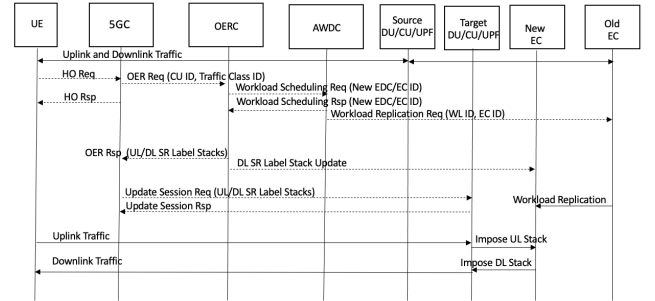 UE
5GC
OERC
AWDC
Source
DU/CU/UPF
Target
DU/CU/UPF
New
EC
Old
EC
Uplink and Downlink Traffic
HO Req
OER Req (CU ID, Traffic Class ID)
Workload Scheduling Req (New EDC/EC ID)
HO Rsp
Workload Scheduling Rsp (New EDC/EC ID)
Workload Replication Req (WL ID, EC ID)
OER Rsp (UL/DL SR Label Stacks)
DL SR Label Stack Update
Update Session Req (UL/DL SR Label Stacks)
Workload Replication
Update Session Rsp
Uplink Traffic
Impose UL Stack
Downlink Traffic
Impose DL Stack